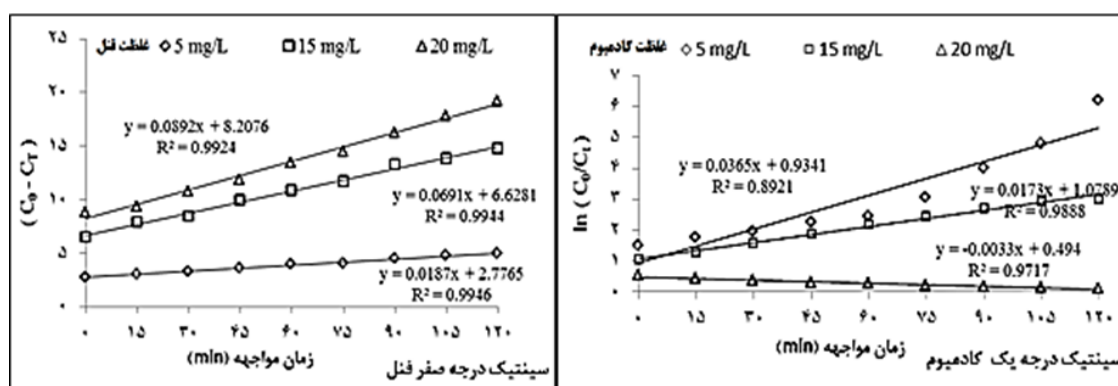 غلظت فنل ◇ 5 mg/L □ 15 mg/L △ 20 mg/L
( C₀ - C_T )
۲۵
۲۰
۱۵
۱۰
۵
۰
y = 0.0892x + 8.2076
R² = 0.9924
y = 0.0691x + 6.6281
R² = 0.9944
y = 0.0187x + 2.7765
R² = 0.9946
۰ ۱۵ ۳۰ ۴۵ ۶۰ ۷۵ ۹۰ ۱۰۵ ۱۲۰
زمان مواجهه (min)
سینتیک درجه صفر فنل
غلظت کادمیوم ◇ 5 mg/L □ 15 mg/L △ 20 mg/L
ln (C₀/C_t)
۷
۶
۵
۴
۳
۲
۱
۰
y = 0.0365x + 0.9341
R² = 0.8921
y = 0.0173x + 1.0289
R² = 0.9888
y = -0.0033x + 0.494
R² = 0.9717
۰ ۱۵ ۳۰ ۴۵ ۶۰ ۷۵ ۹۰ ۱۰۵ ۱۲۰
زمان مواجهه (min)
سینتیک درجه یک کادمیوم